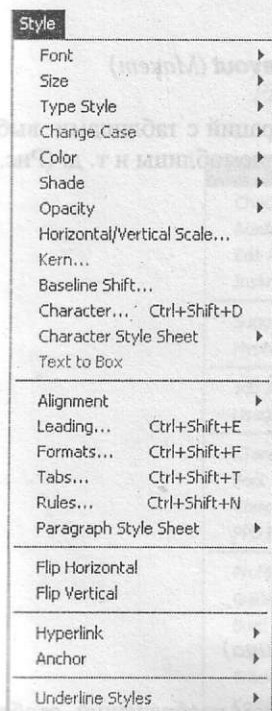 Style
Font
Size
Type Style
Change Case
Color
Shade
Opacity
Horizontal/Vertical Scale...
Kern...
Baseline Shift...
Character... Ctrl+Shift+D
Character Style Sheet
Text to Box
Alignment
Leading... Ctrl+Shift+E
Formats... Ctrl+Shift+F
Tabs... Ctrl+Shift+T
Rules... Ctrl+Shift+N
Paragraph Style Sheet
Flip Horizontal
Flip Vertical
Hyperlink
Anchor
Underline Styles